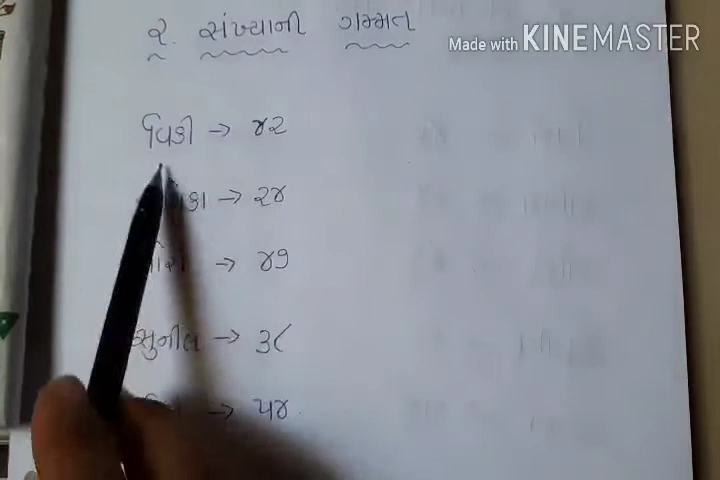 ૨. સંખ્યાની ગમ્મત
Made with KINEMASTER
વિકી → ૪૨
→ ૨૪
→ ૪૭
સુનીલ → ૩૮
→ ૫૪